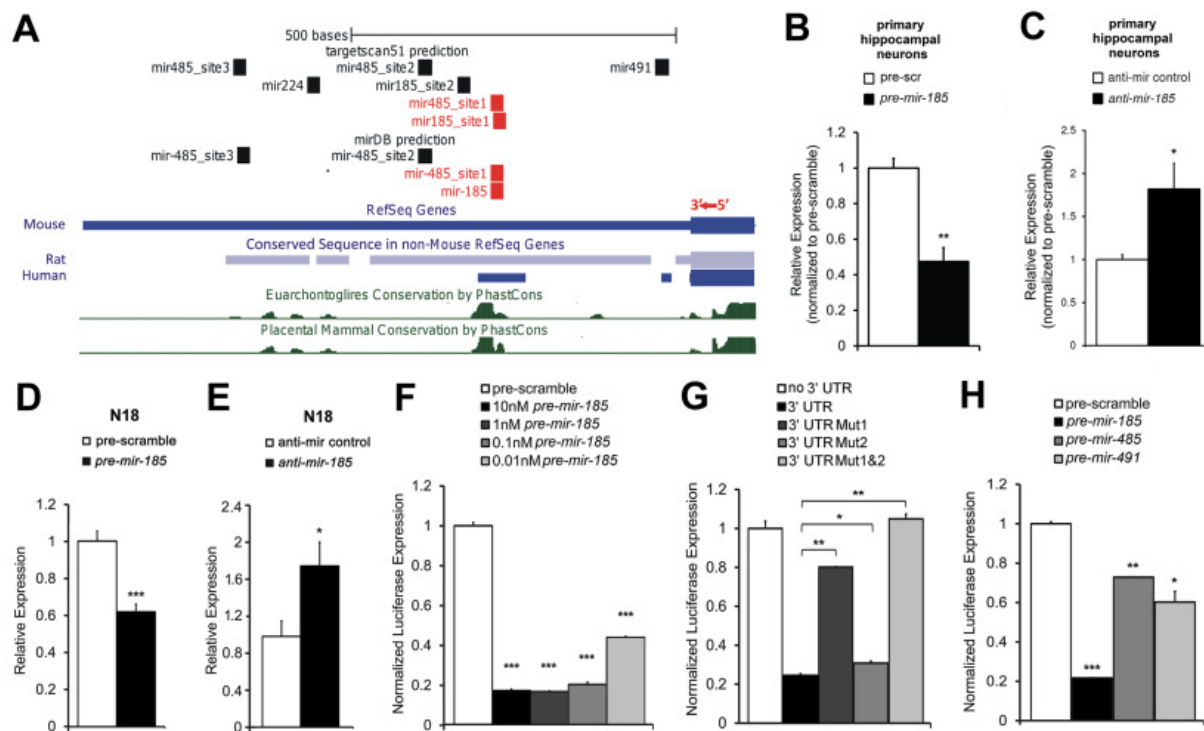 A
500 bases
targetscan51 prediction
mir485_site3
mir485_site2
mir491
mir224
mir185_site2
mir485_site1
mir185_site1
mirDB prediction
mir-485_site3
mir-485_site2
mir-485_site1
mir-185
3' 5'
RefSeq Genes
Mouse
Conserved Sequence in non-Mouse RefSeq Genes
Rat
Human
Euarchontoglires Conservation by PhastCons
Placental Mammal Conservation by PhastCons
B
primary
hippocampal
neurons
pre-scr
pre-mir-185
Relative Expression
(normalized to pre-scramble)
1.2
1
0.8
0.6
0.4
0.2
0
**
C
primary
hippocampal
neurons
anti-mir control
anti-mir-185
Relative Expression
(normalized to pre-scramble)
2.5
2
1.5
1
0.5
0
*
D
N18
pre-scramble
pre-mir-185
Relative Expression
1.2
1
0.8
0.6
0.4
0.2
0
***
E
N18
anti-mir control
anti-mir-185
Relative Expression
2.4
2.0
1.6
1.2
0.8
0.4
0
*
F
pre-scramble
10nM pre-mir-185
1nM pre-mir-185
0.1nM pre-mir-185
0.01nM pre-mir-185
Normalized Luciferase Expression
1.2
1
0.8
0.6
0.4
0.2
0
***
***
***
***
G
no 3' UTR
3' UTR
3' UTR Mut1
3' UTR Mut2
3' UTR Mut1&2
Normalized Luciferase Expression
1.2
1
0.8
0.6
0.4
0.2
0
**
*
**
H
pre-scramble
pre-mir-185
pre-mir-485
pre-mir-491
Normalized Luciferase Expression
1.2
1
0.8
0.6
0.4
0.2
0
***
**
*